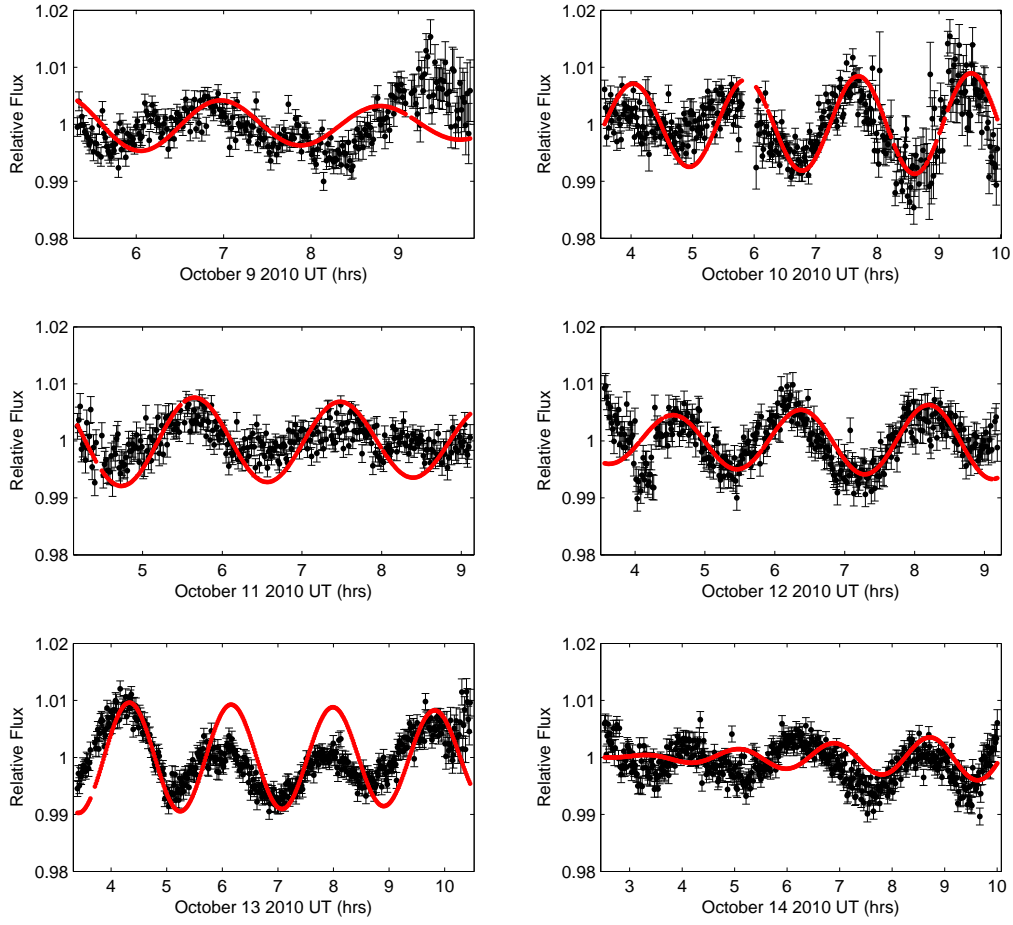 1.02
1.01
1
0.99
0.98
Relative Flux
6 7 8 9
October 9 2010 UT (hrs)
1.02
1.01
1
0.99
0.98
Relative Flux
4 5 6 7 8 9 10
October 10 2010 UT (hrs)
1.02
1.01
1
0.99
0.98
Relative Flux
5 6 7 8 9
October 11 2010 UT (hrs)
1.02
1.01
1
0.99
0.98
Relative Flux
4 5 6 7 8 9
October 12 2010 UT (hrs)
1.02
1.01
1
0.99
0.98
Relative Flux
4 5 6 7 8 9 10
October 13 2010 UT (hrs)
1.02
1.01
1
0.99
0.98
Relative Flux
3 4 5 6 7 8 9 10
October 14 2010 UT (hrs)